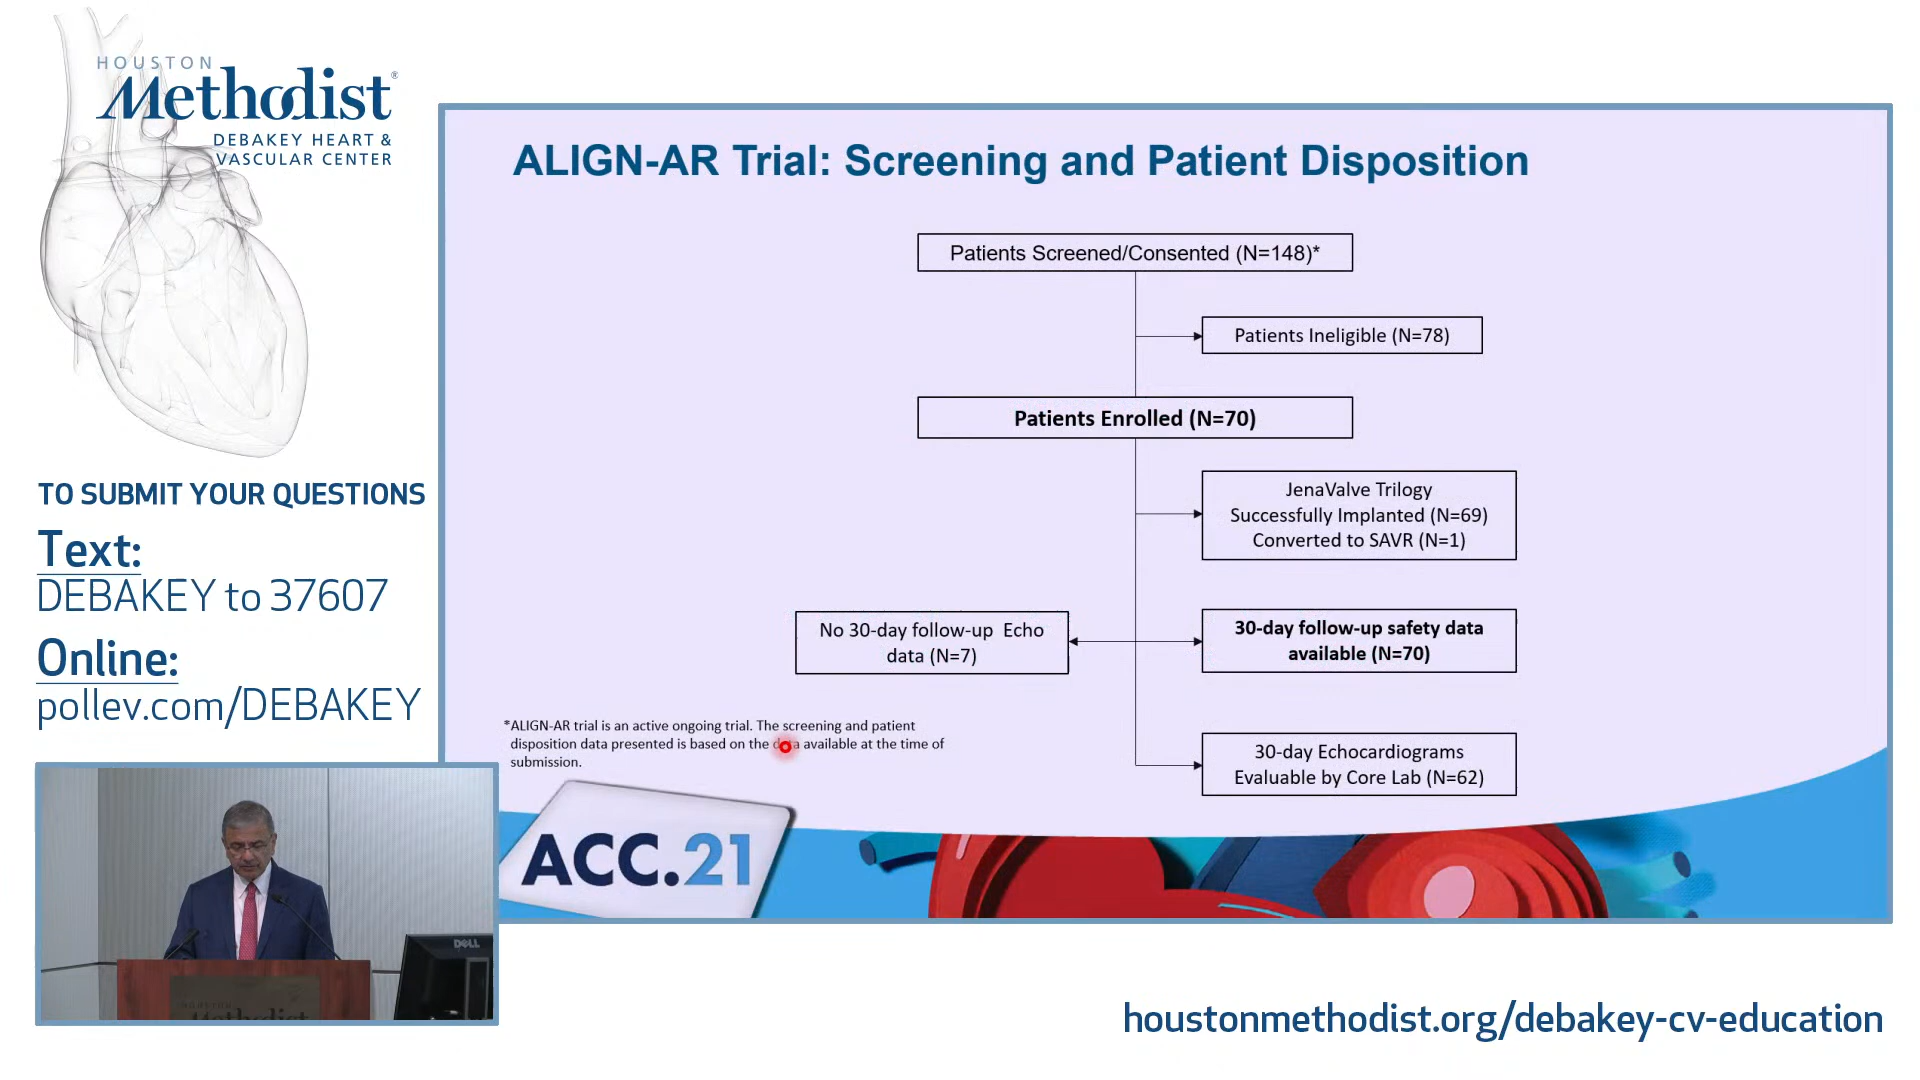 HOUSTON
Methodist®
DEBAKEY HEART &
VASCULAR CENTER
TO SUBMIT YOUR QUESTIONS
Text:
DEBAKEY to 37607
Online:
pollev.com/DEBAKEY
ALIGN-AR Trial: Screening and Patient Disposition
Patients Screened/Consented (N=148)*
Patients Ineligible (N=78)
Patients Enrolled (N=70)
JenaValve Trilogy
Successfully Implanted (N=69)
Converted to SAVR (N=1)
No 30-day follow-up Echo
data (N=7)
30-day follow-up safety data
available (N=70)
30-day Echocardiograms
Evaluable by Core Lab (N=62)
*ALIGN-AR trial is an active ongoing trial. The screening and patient
disposition data presented is based on the data available at the time of
submission.
ACC.21
DELL
HOUSTON
Methodist
houstonmethodist.org/debakey-cv-education